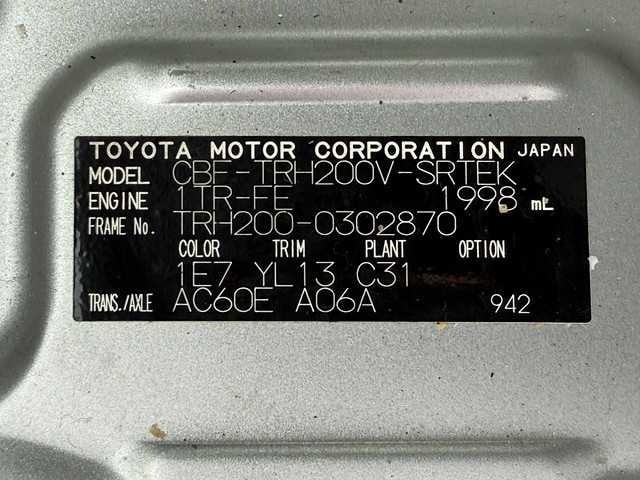 TOYOTA MOTOR CORPORATION JAPAN
MODEL CBF-TRH200V-SRTEK
ENGINE 1TR-FE 1998 mL
FRAME No. TRH200-0302870
COLOR TRIM PLANT OPTION
1E7 YL13 C31
TRANS./AXLE AC60E A06A 942